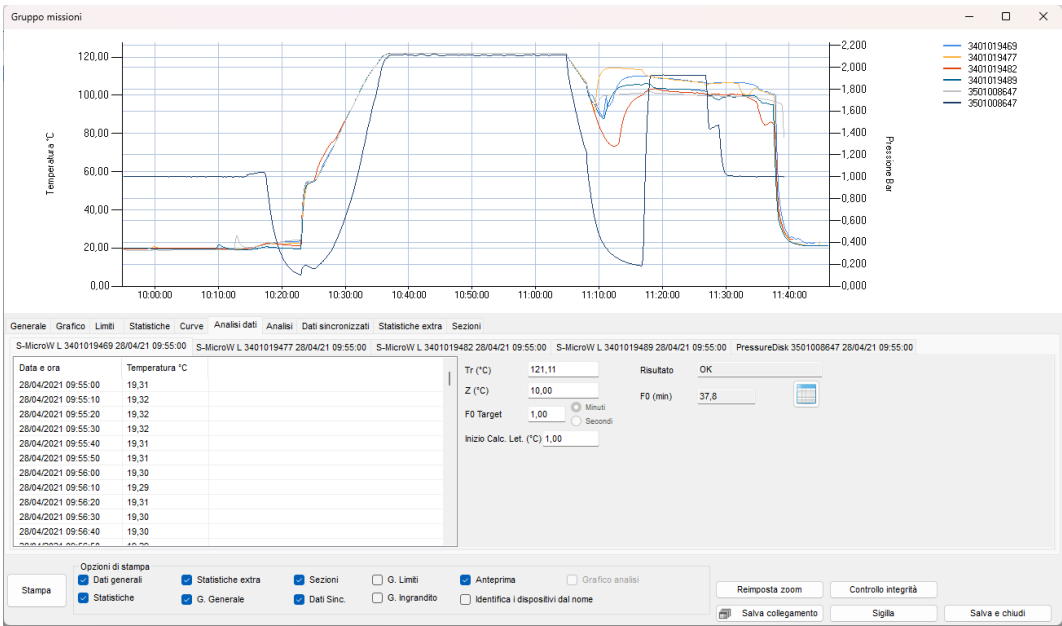 Gruppo missioni
120,00
100,00
80,00
60,00
40,00
20,00
0,00
Temperatura °C
2,200
2,000
1,800
1,600
1,400
1,200
1,000
0,800
0,600
0,400
0,200
0,000
Pressione Bar
10:00:00 10:10:00 10:20:00 10:30:00 10:40:00 10:50:00 11:00:00 11:10:00 11:20:00 11:30:00 11:40:00
3401019469
3401019477
3401019482
3401019489
3501008647
3501008647
Generale Grafico Limiti Statistiche Curve Analisi dati Analisi Dati sincronizzati Statistiche extra Sezioni
S-MicroW L 3401019469 28/04/21 09:55:00 S-MicroW L 3401019477 28/04/21 09:55:00 S-MicroW L 3401019482 28/04/21 09:55:00 S-MicroW L 3401019489 28/04/21 09:55:00 PressureDisk 3501008647 28/04/21 09:55:00
Data e ora Temperatura °C
28/04/2021 09:55:00 19,31
28/04/2021 09:55:10 19,32
28/04/2021 09:55:20 19,32
28/04/2021 09:55:30 19,32
28/04/2021 09:55:40 19,31
28/04/2021 09:55:50 19,31
28/04/2021 09:56:00 19,30
28/04/2021 09:56:10 19,29
28/04/2021 09:56:20 19,31
28/04/2021 09:56:30 19,30
28/04/2021 09:56:40 19,30
Tr (°C) 121,11 Risultato OK
Z (°C) 10,00 F0 (min) 37,8
F0 Target 1,00 Minuti
Secondi
Inizio Calc. Let. (°C) 1,00
Opzioni di stampa
Stampa
Dati generali Statistiche extra Sezioni G. Limiti Anteprima Grafico analisi
Statistiche G. Generale Dati Sinc. G. Ingrandito Identifica i dispositivi dal nome
Reimposta zoom Controllo integrità
Salva collegamento Sigilla Salva e chiudi